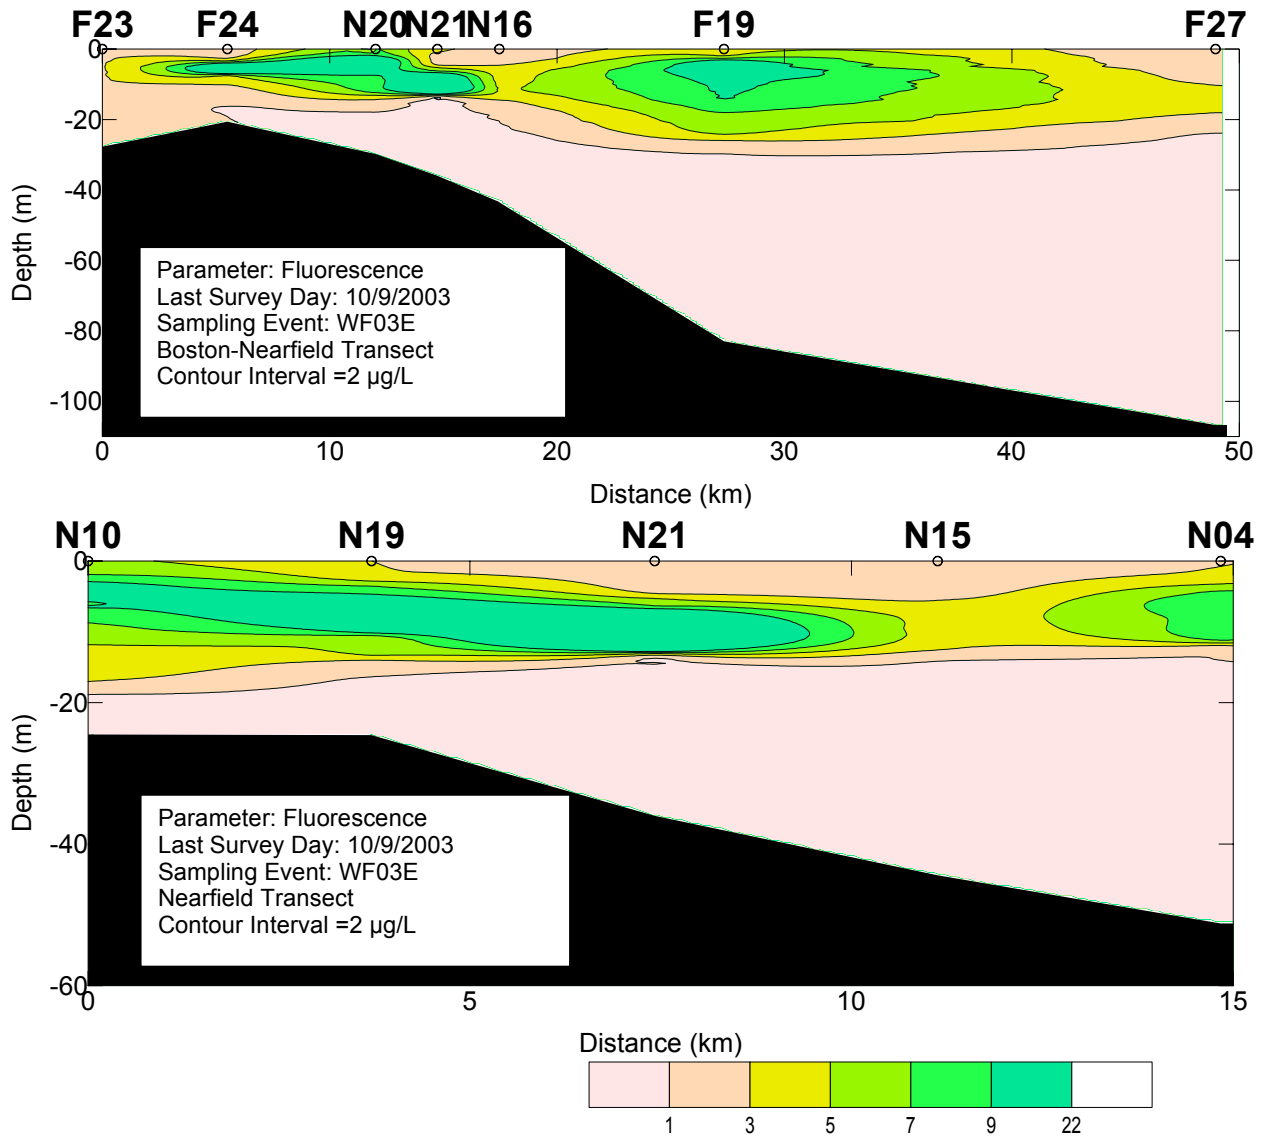 F23 F24 N20 N21 N16 F19 F27
0
-20
-40
-60
-80
-100
Depth (m)
Parameter: Fluorescence
Last Survey Day: 10/9/2003
Sampling Event: WF03E
Boston-Nearfield Transect
Contour Interval =2 µg/L
0 10 20 30 40 50
Distance (km)
N10 N19 N21 N15 N04
0
-20
-40
-60
Depth (m)
Parameter: Fluorescence
Last Survey Day: 10/9/2003
Sampling Event: WF03E
Nearfield Transect
Contour Interval =2 µg/L
0 5 10 15
Distance (km)
1 3 5 7 9 22